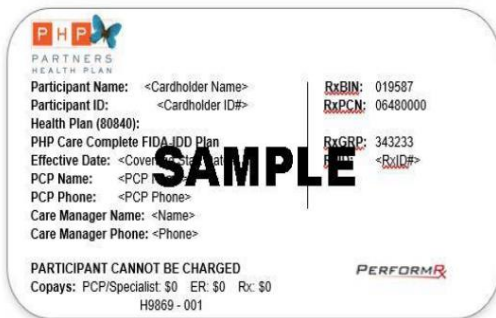 PHP
PARTNERS
HEALTH PLAN
Participant Name: <Cardholder Name>
Participant ID: <Cardholder ID#>
Health Plan (80840):
PHP Care Complete FIDA-IDD Plan
Effective Date: <Cove
PCP Name: <PCP
PCP Phone: <PCP Phone>
Care Manager Name: <Name>
Care Manager Phone: <Phone>
RxBIN: 019587
RxPCN: 06480000
RxGRP: 343233
<RxID#>
SAMPLE
PARTICIPANT CANNOT BE CHARGED
Copays: PCP/Specialist: $0 ER: $0 Rx: $0
H9869 - 001
PERFORMRx